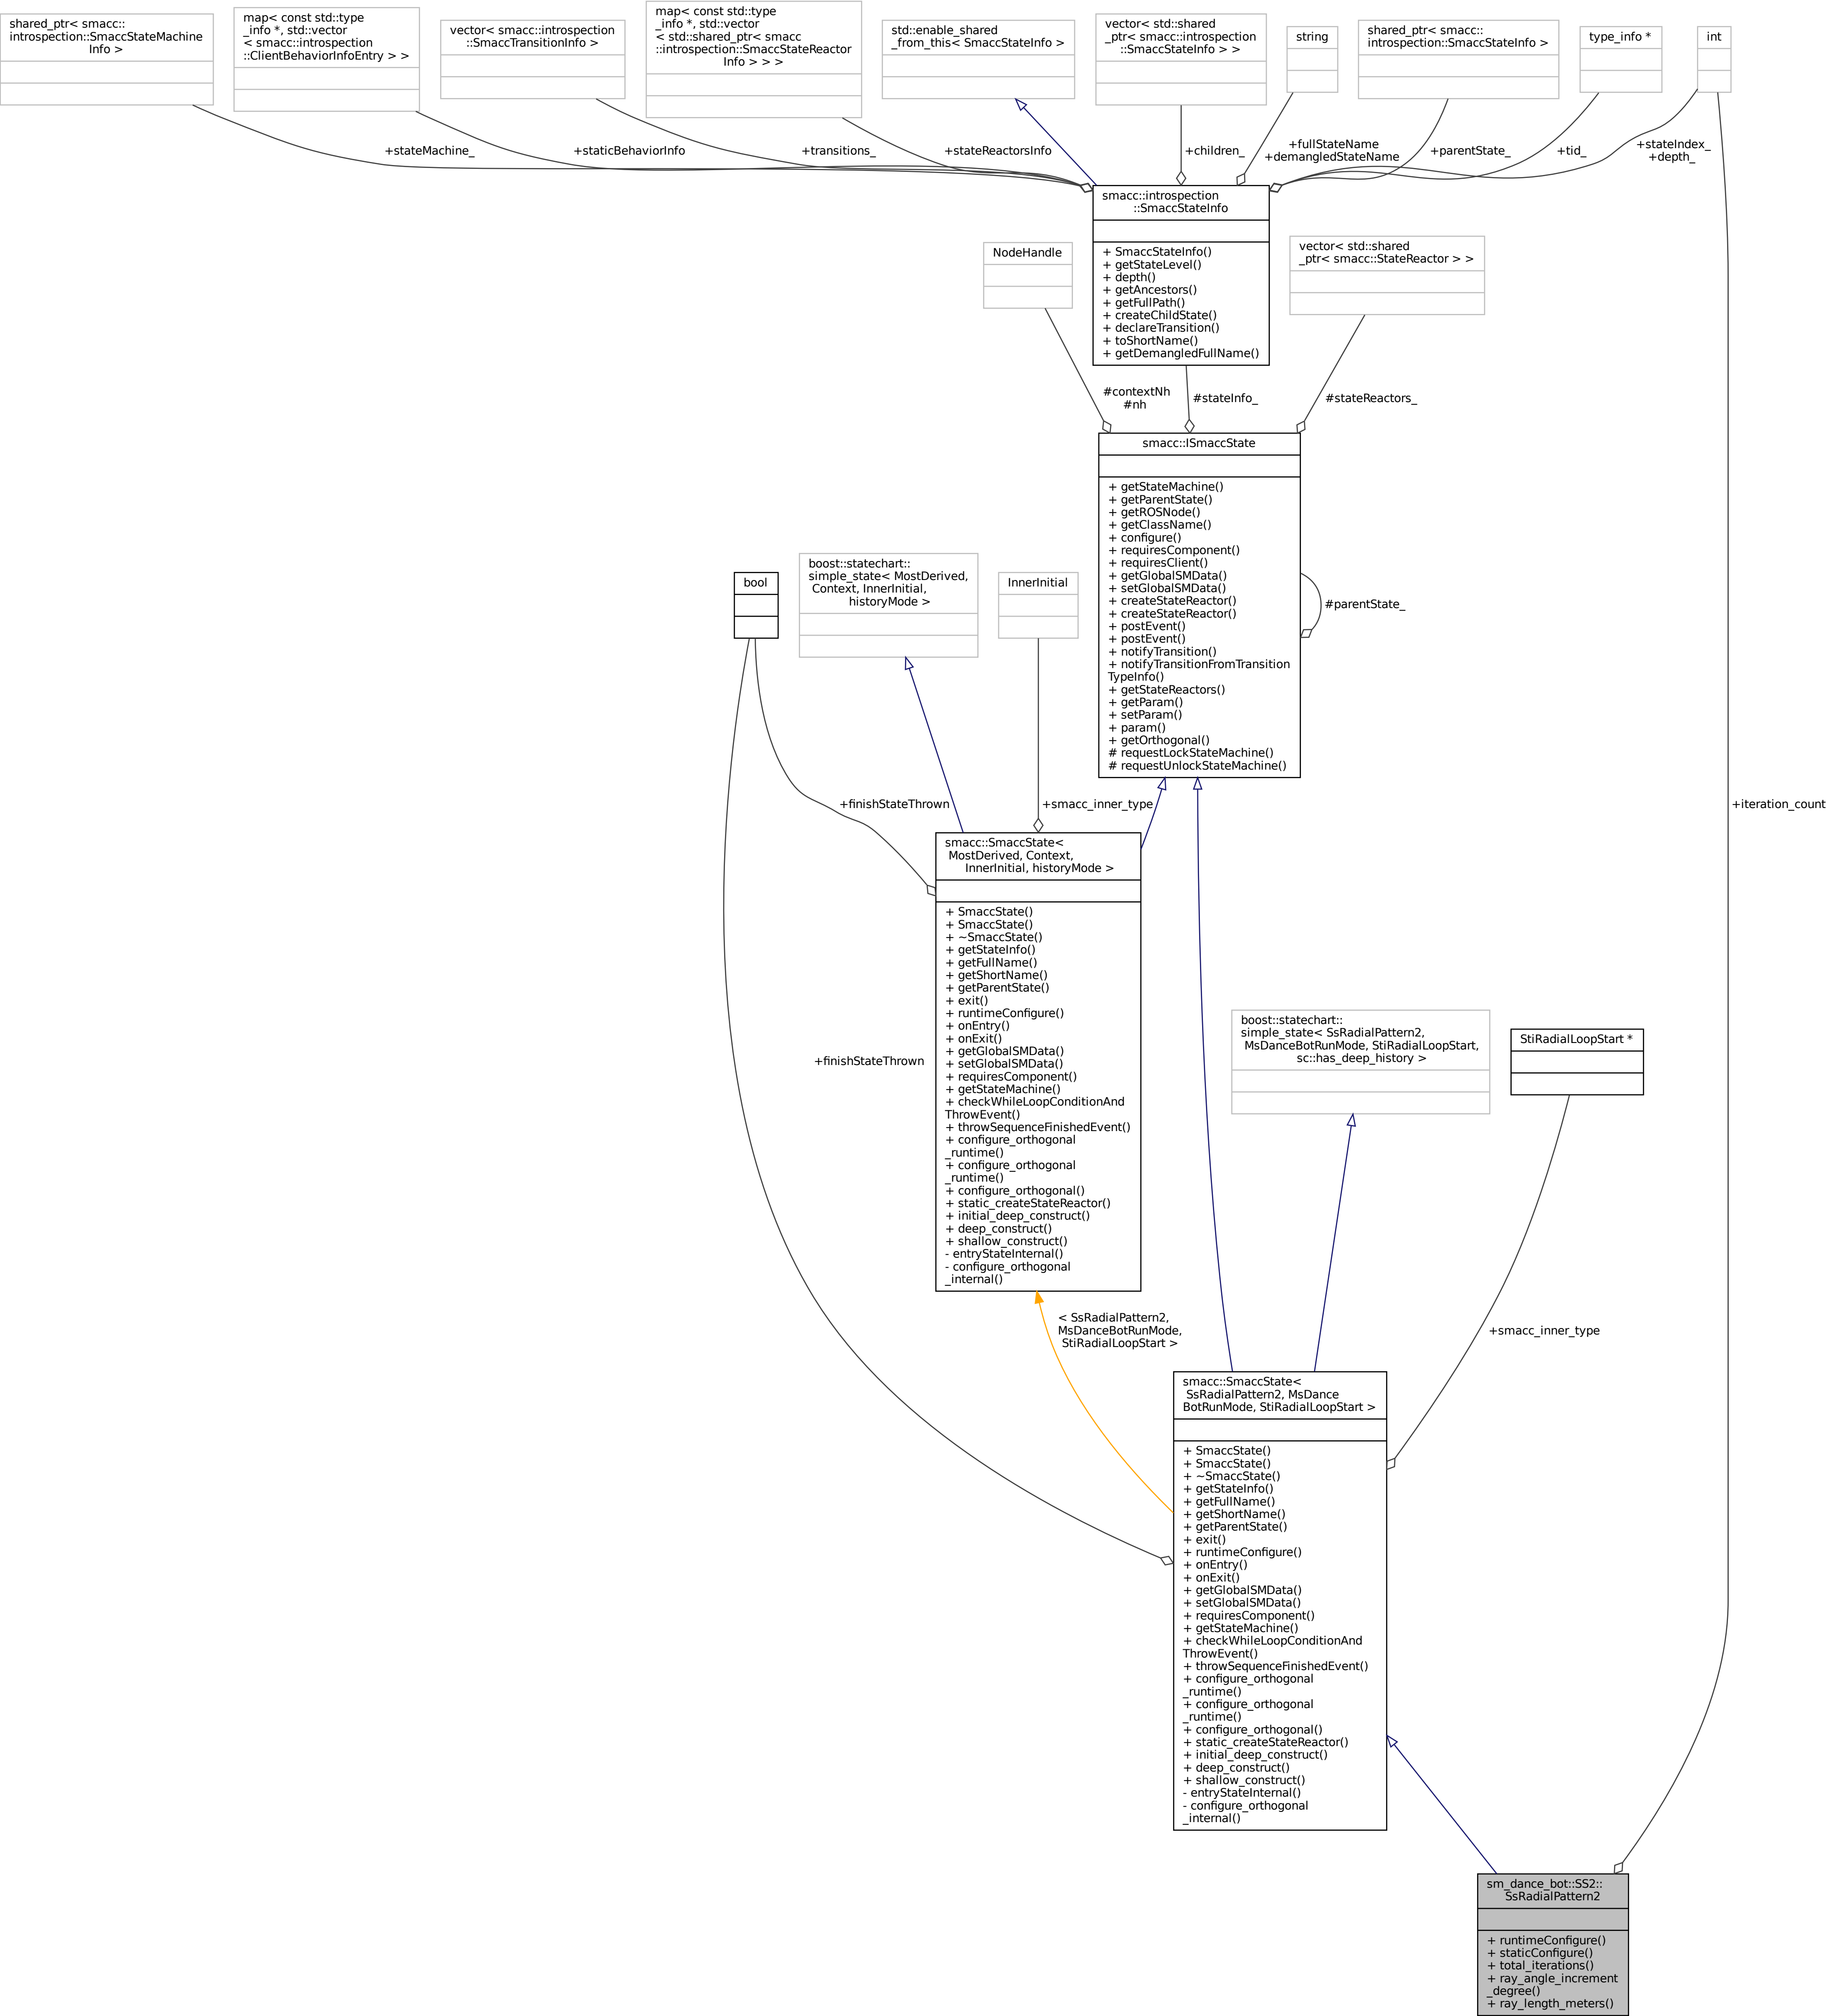 shared_ptr< smacc::
introspection::SmaccStateMachine
Info >
map< const std::type
_info *, std::vector
< smacc::introspection
::ClientBehaviorInfoEntry > >
vector< smacc::introspection
::SmaccTransitionInfo >
map< const std::type
_info *, std::vector
< std::shared_ptr< smacc
::introspection::SmaccStateReactor
Info > > >
std::enable_shared
_from_this< SmaccStateInfo >
vector< std::shared
_ptr< smacc::introspection
::SmaccStateInfo > >
string
shared_ptr< smacc::
introspection::SmaccStateInfo >
type_info *
int
+stateMachine_
+staticBehaviorInfo
+transitions_
+stateReactorsInfo
+children_
+fullStateName
+demangledStateName
+parentState_
+tid_
+stateIndex_
+depth_
smacc::introspection
::SmaccStateInfo
+ SmaccStateInfo()
+ getStateLevel()
+ depth()
+ getAncestors()
+ getFullPath()
+ createChildState()
+ declareTransition()
+ toShortName()
+ getDemangledFullName()
NodeHandle
vector< std::shared
_ptr< smacc::StateReactor > >
#contextNh
#nh
#stateInfo_
#stateReactors_
smacc::ISmaccState
+ getStateMachine()
+ getParentState()
+ getROSNode()
+ getClassName()
+ configure()
+ requiresComponent()
+ requiresClient()
+ getGlobalSMData()
+ setGlobalSMData()
+ createStateReactor()
+ createStateReactor()
+ postEvent()
+ postEvent()
+ notifyTransition()
+ notifyTransitionFromTransition
TypeInfo()
+ getStateReactors()
+ getParam()
+ setParam()
+ param()
+ getOrthogonal()
# requestLockStateMachine()
# requestUnlockStateMachine()
#parentState_
bool
boost::statechart::
simple_state< MostDerived,
Context, InnerInitial,
historyMode >
InnerInitial
+finishStateThrown
+smacc_inner_type
+iteration_count
smacc::SmaccState<
MostDerived, Context,
InnerInitial, historyMode >
+ SmaccState()
+ SmaccState()
+ ~SmaccState()
+ getStateInfo()
+ getFullName()
+ getShortName()
+ getParentState()
+ exit()
+ runtimeConfigure()
+ onEntry()
+ onExit()
+ getGlobalSMData()
+ setGlobalSMData()
+ requiresComponent()
+ getStateMachine()
+ checkWhileLoopConditionAnd
ThrowEvent()
+ throwSequenceFinishedEvent()
+ configure_orthogonal
_runtime()
+ configure_orthogonal
_runtime()
+ configure_orthogonal()
+ static_createStateReactor()
+ initial_deep_construct()
+ deep_construct()
+ shallow_construct()
- entryStateInternal()
- configure_orthogonal
_internal()
+finishStateThrown
boost::statechart::
simple_state< SsRadialPattern2,
MsDanceBotRunMode, StiRadialLoopStart,
sc::has_deep_history >
StiRadialLoopStart *
< SsRadialPattern2,
MsDanceBotRunMode,
StiRadialLoopStart >
+smacc_inner_type
smacc::SmaccState<
SsRadialPattern2, MsDance
BotRunMode, StiRadialLoopStart >
+ SmaccState()
+ SmaccState()
+ ~SmaccState()
+ getStateInfo()
+ getFullName()
+ getShortName()
+ getParentState()
+ exit()
+ runtimeConfigure()
+ onEntry()
+ onExit()
+ getGlobalSMData()
+ setGlobalSMData()
+ requiresComponent()
+ getStateMachine()
+ checkWhileLoopConditionAnd
ThrowEvent()
+ throwSequenceFinishedEvent()
+ configure_orthogonal
_runtime()
+ configure_orthogonal
_runtime()
+ configure_orthogonal()
+ static_createStateReactor()
+ initial_deep_construct()
+ deep_construct()
+ shallow_construct()
- entryStateInternal()
- configure_orthogonal
_internal()
sm_dance_bot::SS2::
SsRadialPattern2
+ runtimeConfigure()
+ staticConfigure()
+ total_iterations()
+ ray_angle_increment
_degree()
+ ray_length_meters()